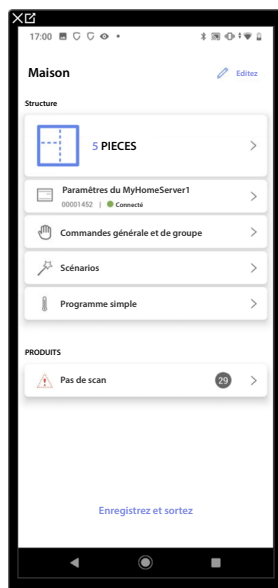 17:00
Maison
Editez
Structure
5 PIECES
Paramètres du MyHomeServer1
00001452 | Connecté
Commandes générale et de groupe
Scénarios
Programme simple
PRODUITS
Pas de scan
29
Enregistrez et sortez